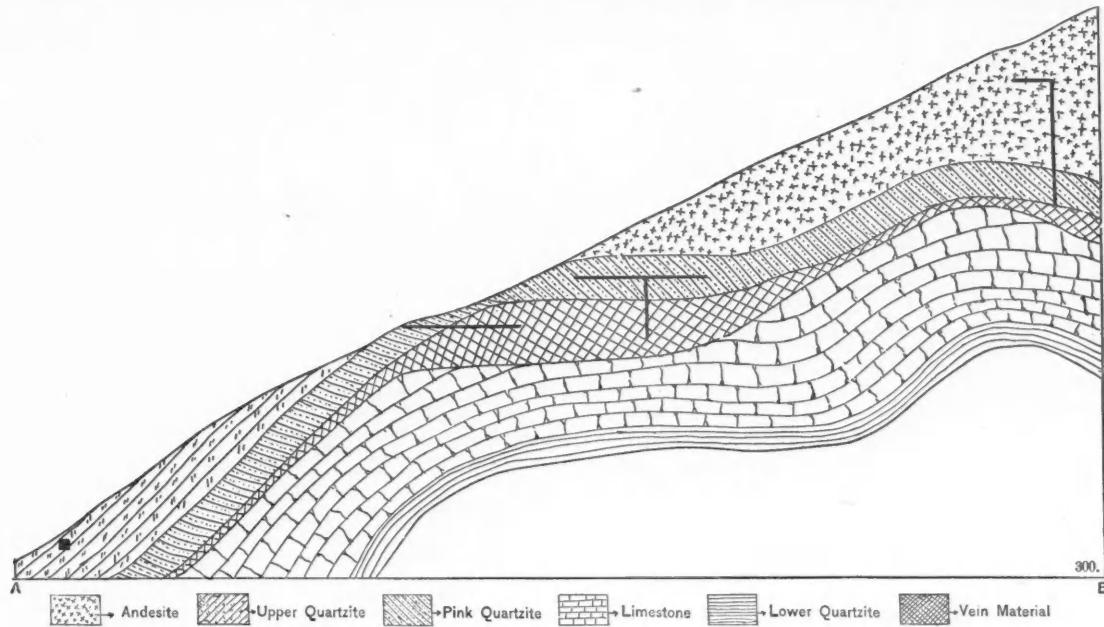 300.
A B
Andesite Upper Quartzite Pink Quartzite Limestone Lower Quartzite Vein Material